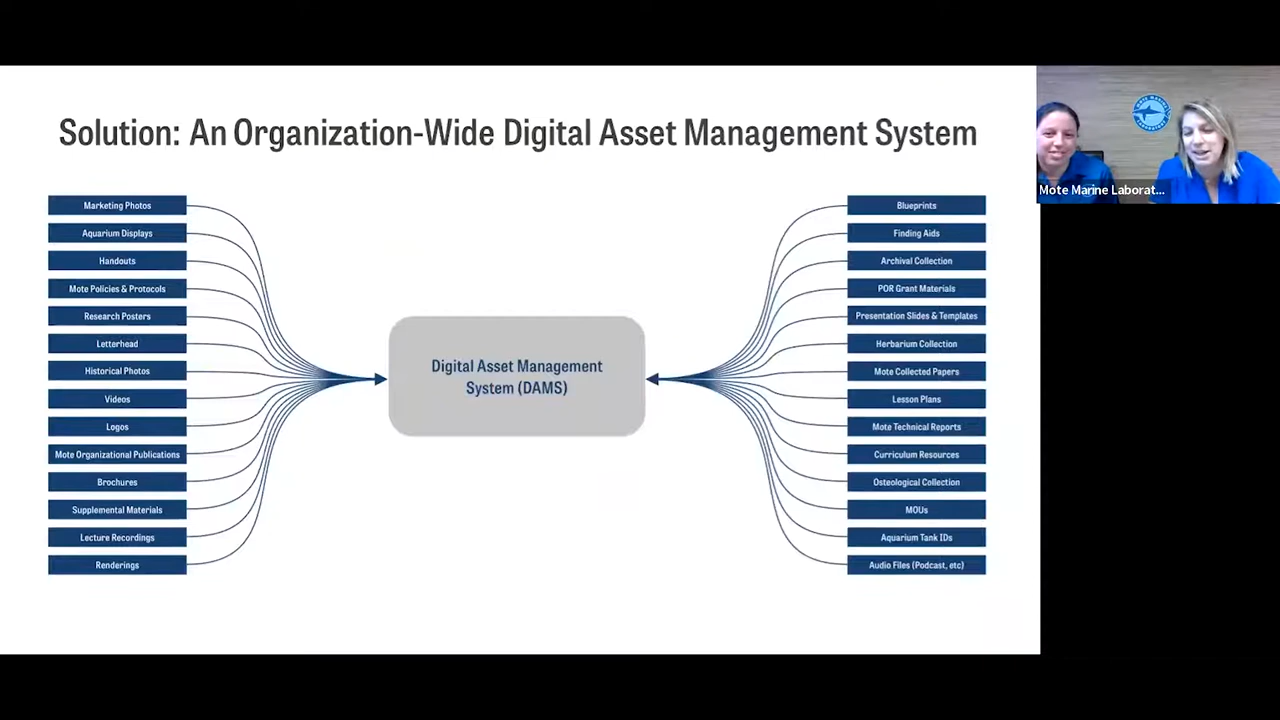 Solution: An Organization-Wide Digital Asset Management System
Mote Marine Laborat...
Marketing Photos
Aquarium Displays
Handouts
Mote Policies & Protocols
Research Posters
Letterhead
Historical Photos
Videos
Logos
Mote Organizational Publications
Brochures
Supplemental Materials
Lecture Recordings
Renderings
Digital Asset Management
System (DAMS)
Blueprints
Finding Aids
Archival Collection
POR Grant Materials
Presentation Slides & Templates
Herbarium Collection
Mote Collected Papers
Lesson Plans
Mote Technical Reports
Curriculum Resources
Osteological Collection
MOUs
Aquarium Tank IDs
Audio Files (Podcast, etc)